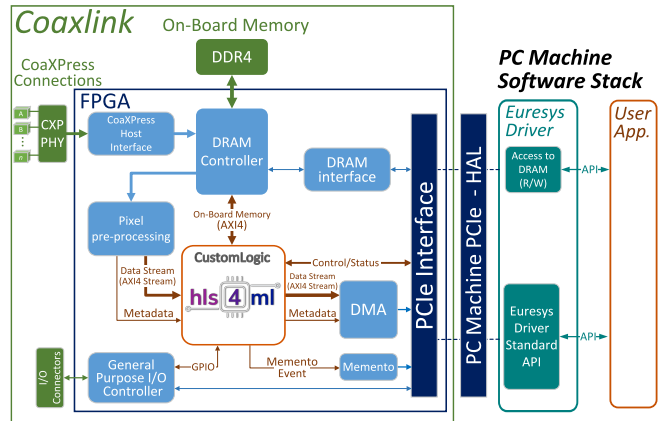 Coaxlink
On-Board Memory
DDR4
CoaXPress
Connections
PC Machine
Software Stack
FPGA
A
B
n
CXP
PHY
CoaXPress
Host
Interface
DRAM
Controller
DRAM
interface
Euresys
Driver
User
App.
Access to
DRAM
(R/W)
API
On-Board Memory
(AXI4)
Pixel
pre-processing
CustomLogic
hls 4 ml
Control/Status
Data Stream
(AXI4 Stream)
Data Stream
(AXI4 Stream)
Metadata
Metadata
DMA
PCIe Interface
PC Machine PCIe - HAL
Euresys
Driver
Standard
API
API
I/O
Connectors
General
Purpose I/O
Controller
GPIO
Memento
Event
Memento